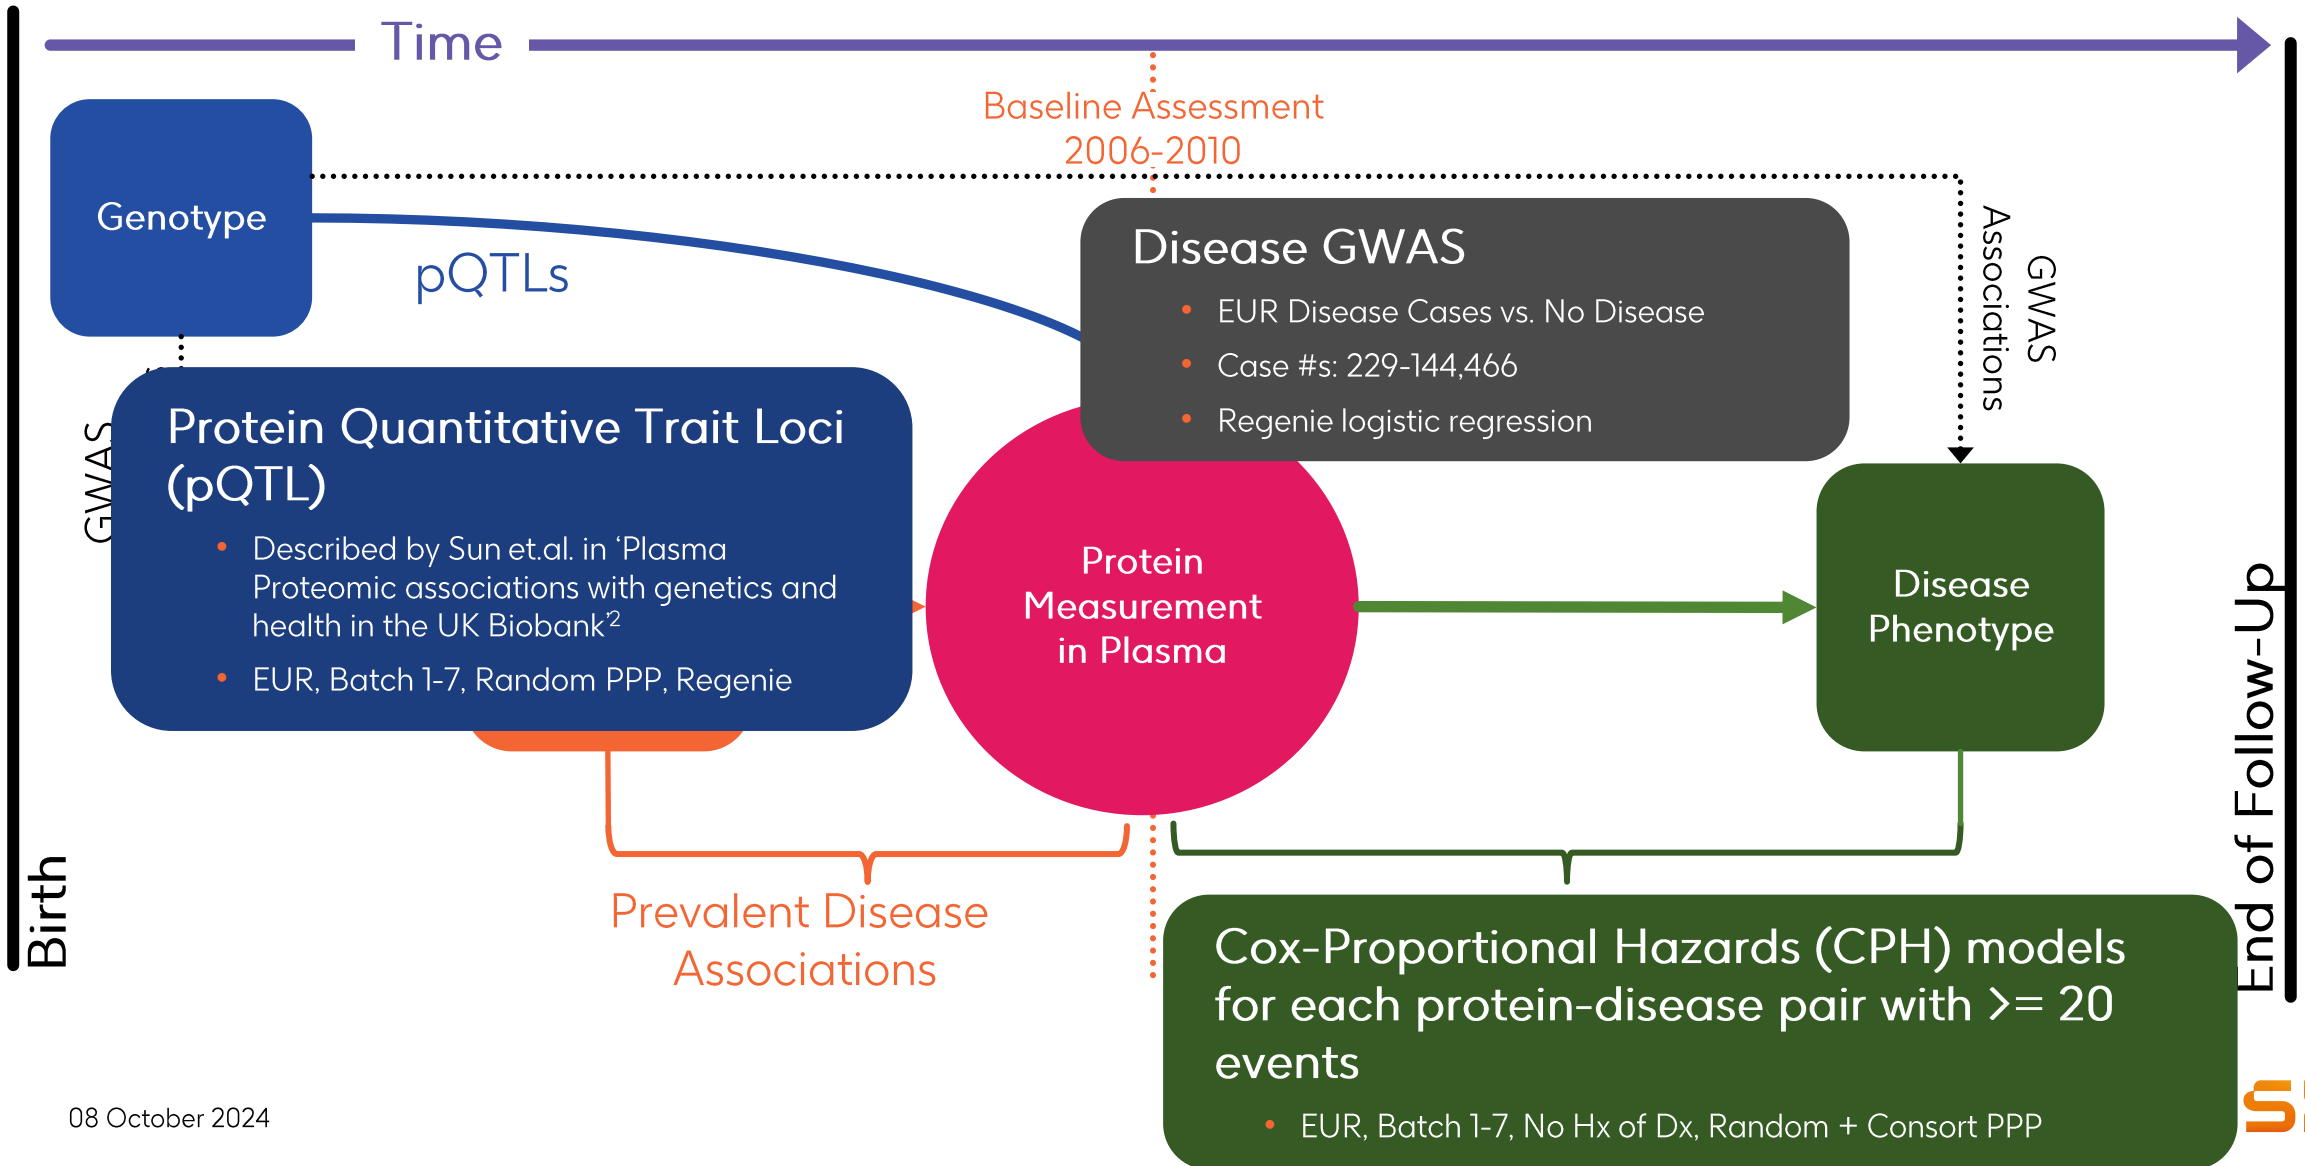 Time
Baseline Assessment
2006-2010
Genotype
pQTLs
Disease GWAS
• EUR Disease Cases vs. No Disease
• Case #s: 229-144,466
• Regenie logistic regression
GWAS
Associations
GWAS
Protein Quantitative Trait Loci
(pQTL)
• Described by Sun et.al. in ‘Plasma
Proteomic associations with genetics and
health in the UK Biobank’²
• EUR, Batch 1-7, Random PPP, Regenie
Protein
Measurement
in Plasma
Disease
Phenotype
Birth
End of Follow-Up
Prevalent Disease
Associations
Cox-Proportional Hazards (CPH) models
for each protein-disease pair with >= 20
events
• EUR, Batch 1-7, No Hx of Dx, Random + Consort PPP
08 October 2024